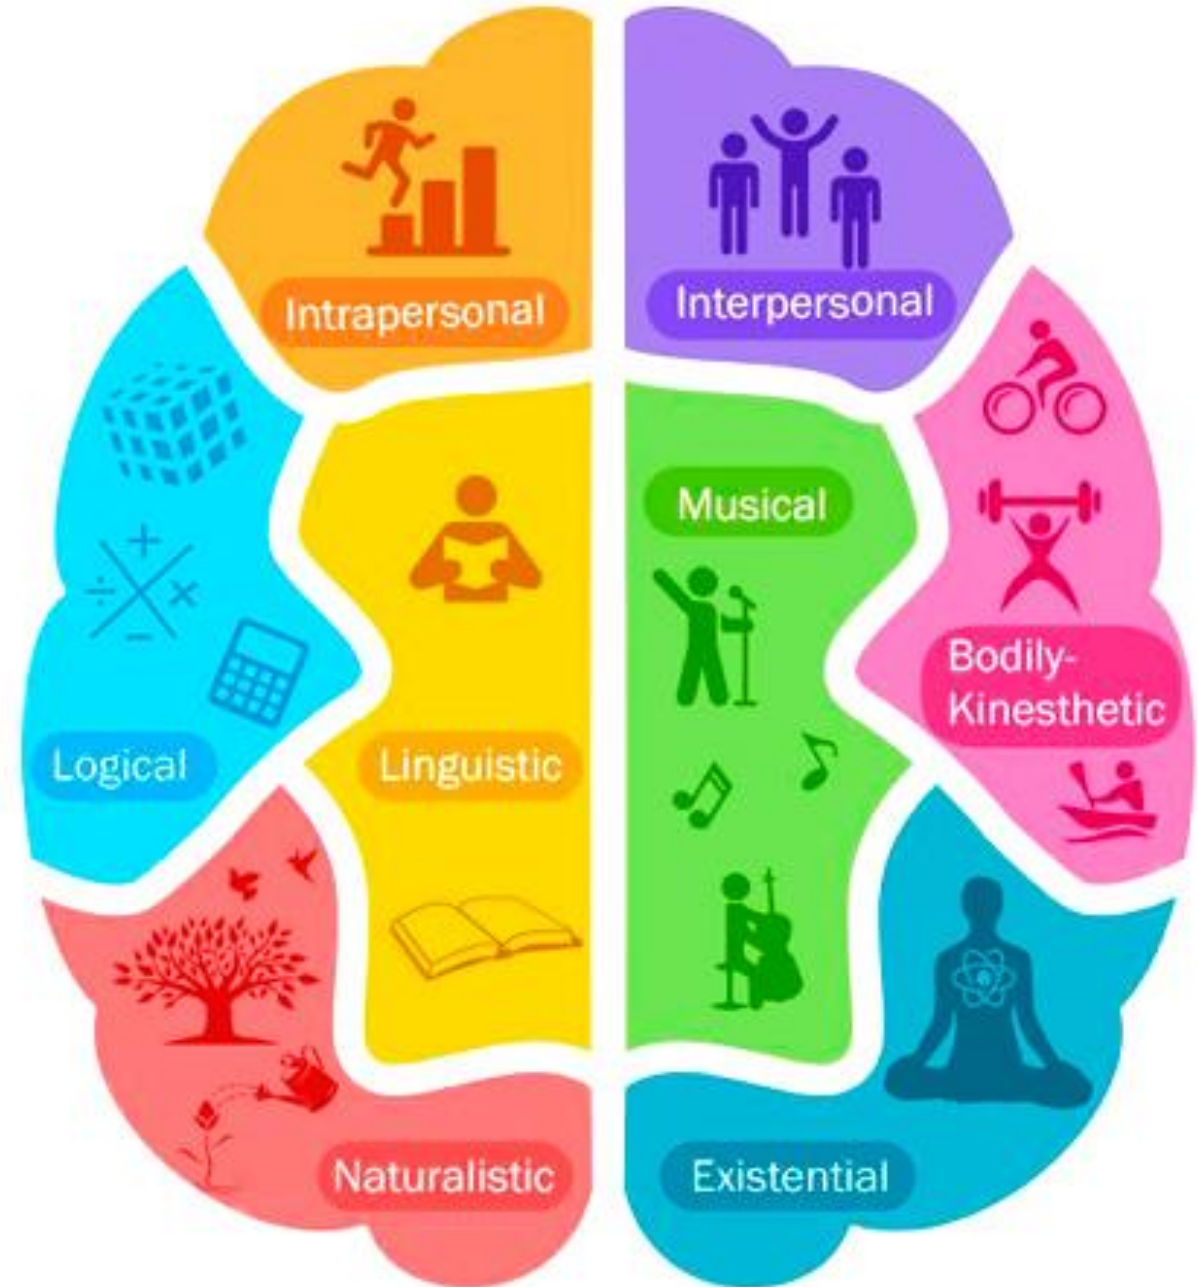 Intrapersonal
Interpersonal
Musical
Bodily-
Kinesthetic
Logical
Linguistic
Naturalistic
Existential